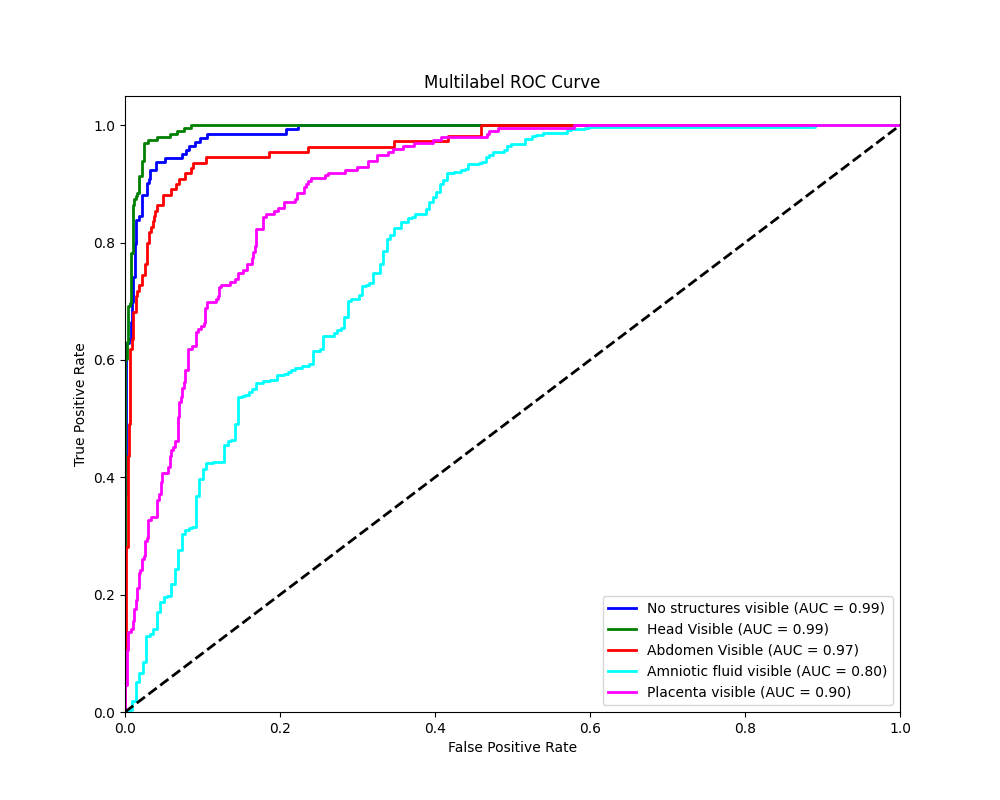 Multilabel ROC Curve
True Positive Rate
1.0
0.8
0.6
0.4
0.2
0.0
0.0 0.2 0.4 0.6 0.8 1.0
False Positive Rate
No structures visible (AUC = 0.99)
Head Visible (AUC = 0.99)
Abdomen Visible (AUC = 0.97)
Amniotic fluid visible (AUC = 0.80)
Placenta visible (AUC = 0.90)